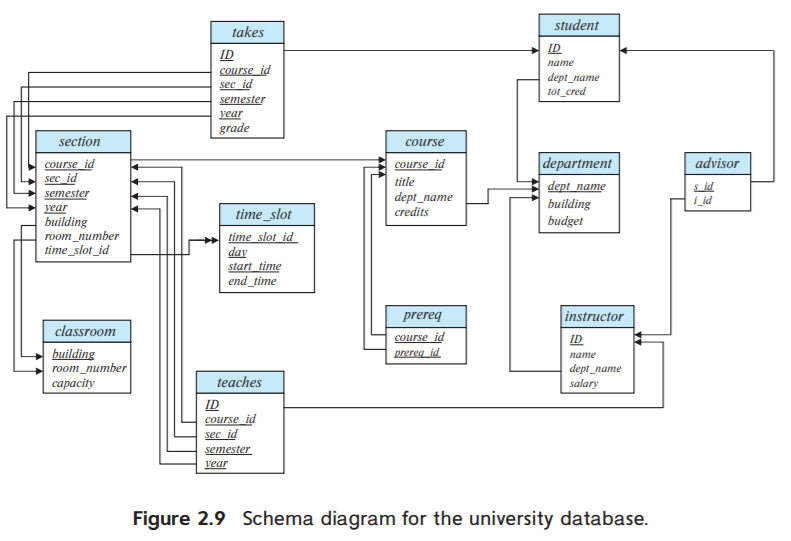 takes
ID
course_id
sec_id
semester
year
grade
student
ID
name
dept_name
tot_cred
section
course_id
sec_id
semester
year
building
room_number
time_slot_id
course
course_id
title
dept_name
credits
department
dept_name
building
budget
advisor
s_id
i_id
time_slot
time_slot_id
day
start_time
end_time
prereq
course_id
prereq_id
instructor
ID
name
dept_name
salary
classroom
building
room_number
capacity
teaches
ID
course_id
sec_id
semester
year
Figure 2.9 Schema diagram for the university database.